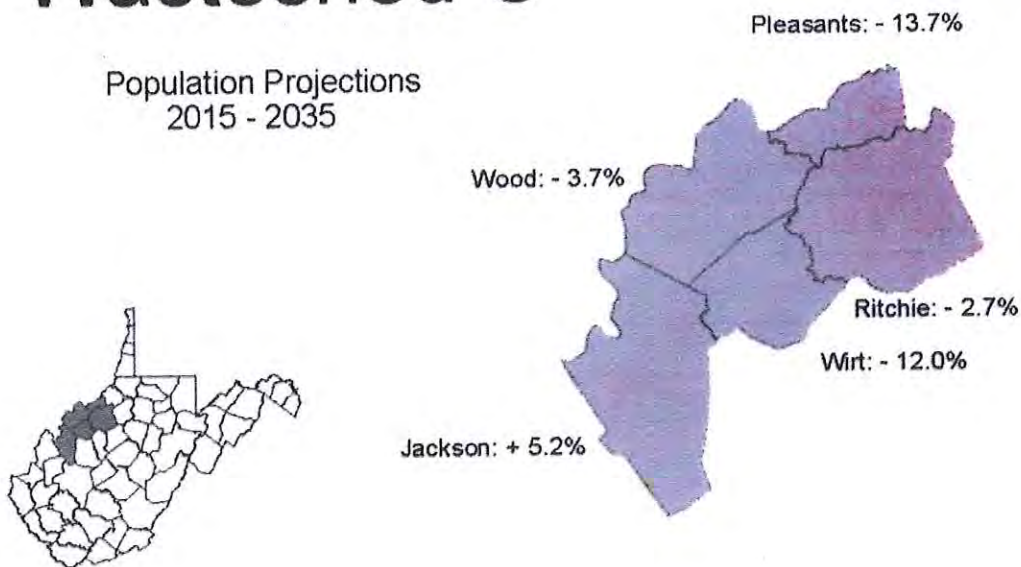 Population Projections
2015 - 2035
Pleasants: - 13.7%
Wood: - 3.7%
Ritchie: - 2.7%
Wirt: - 12.0%
Jackson: + 5.2%